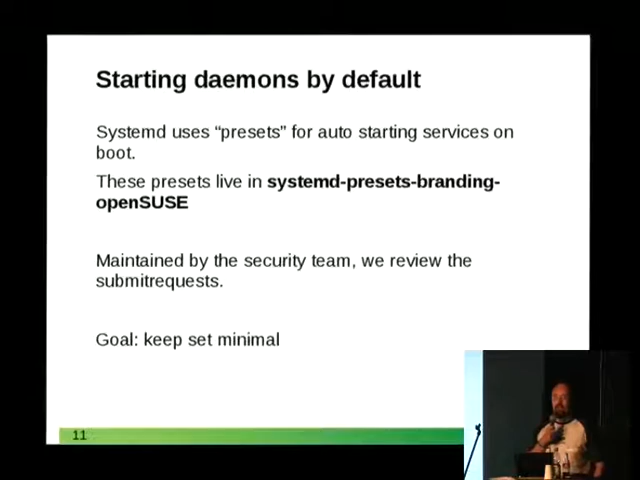 Starting daemons by default
Systemd uses “presets” for auto starting services on
boot.
These presets live in systemd-presets-branding-
openSUSE
Maintained by the security team, we review the
submitrequests.
Goal: keep set minimal
11